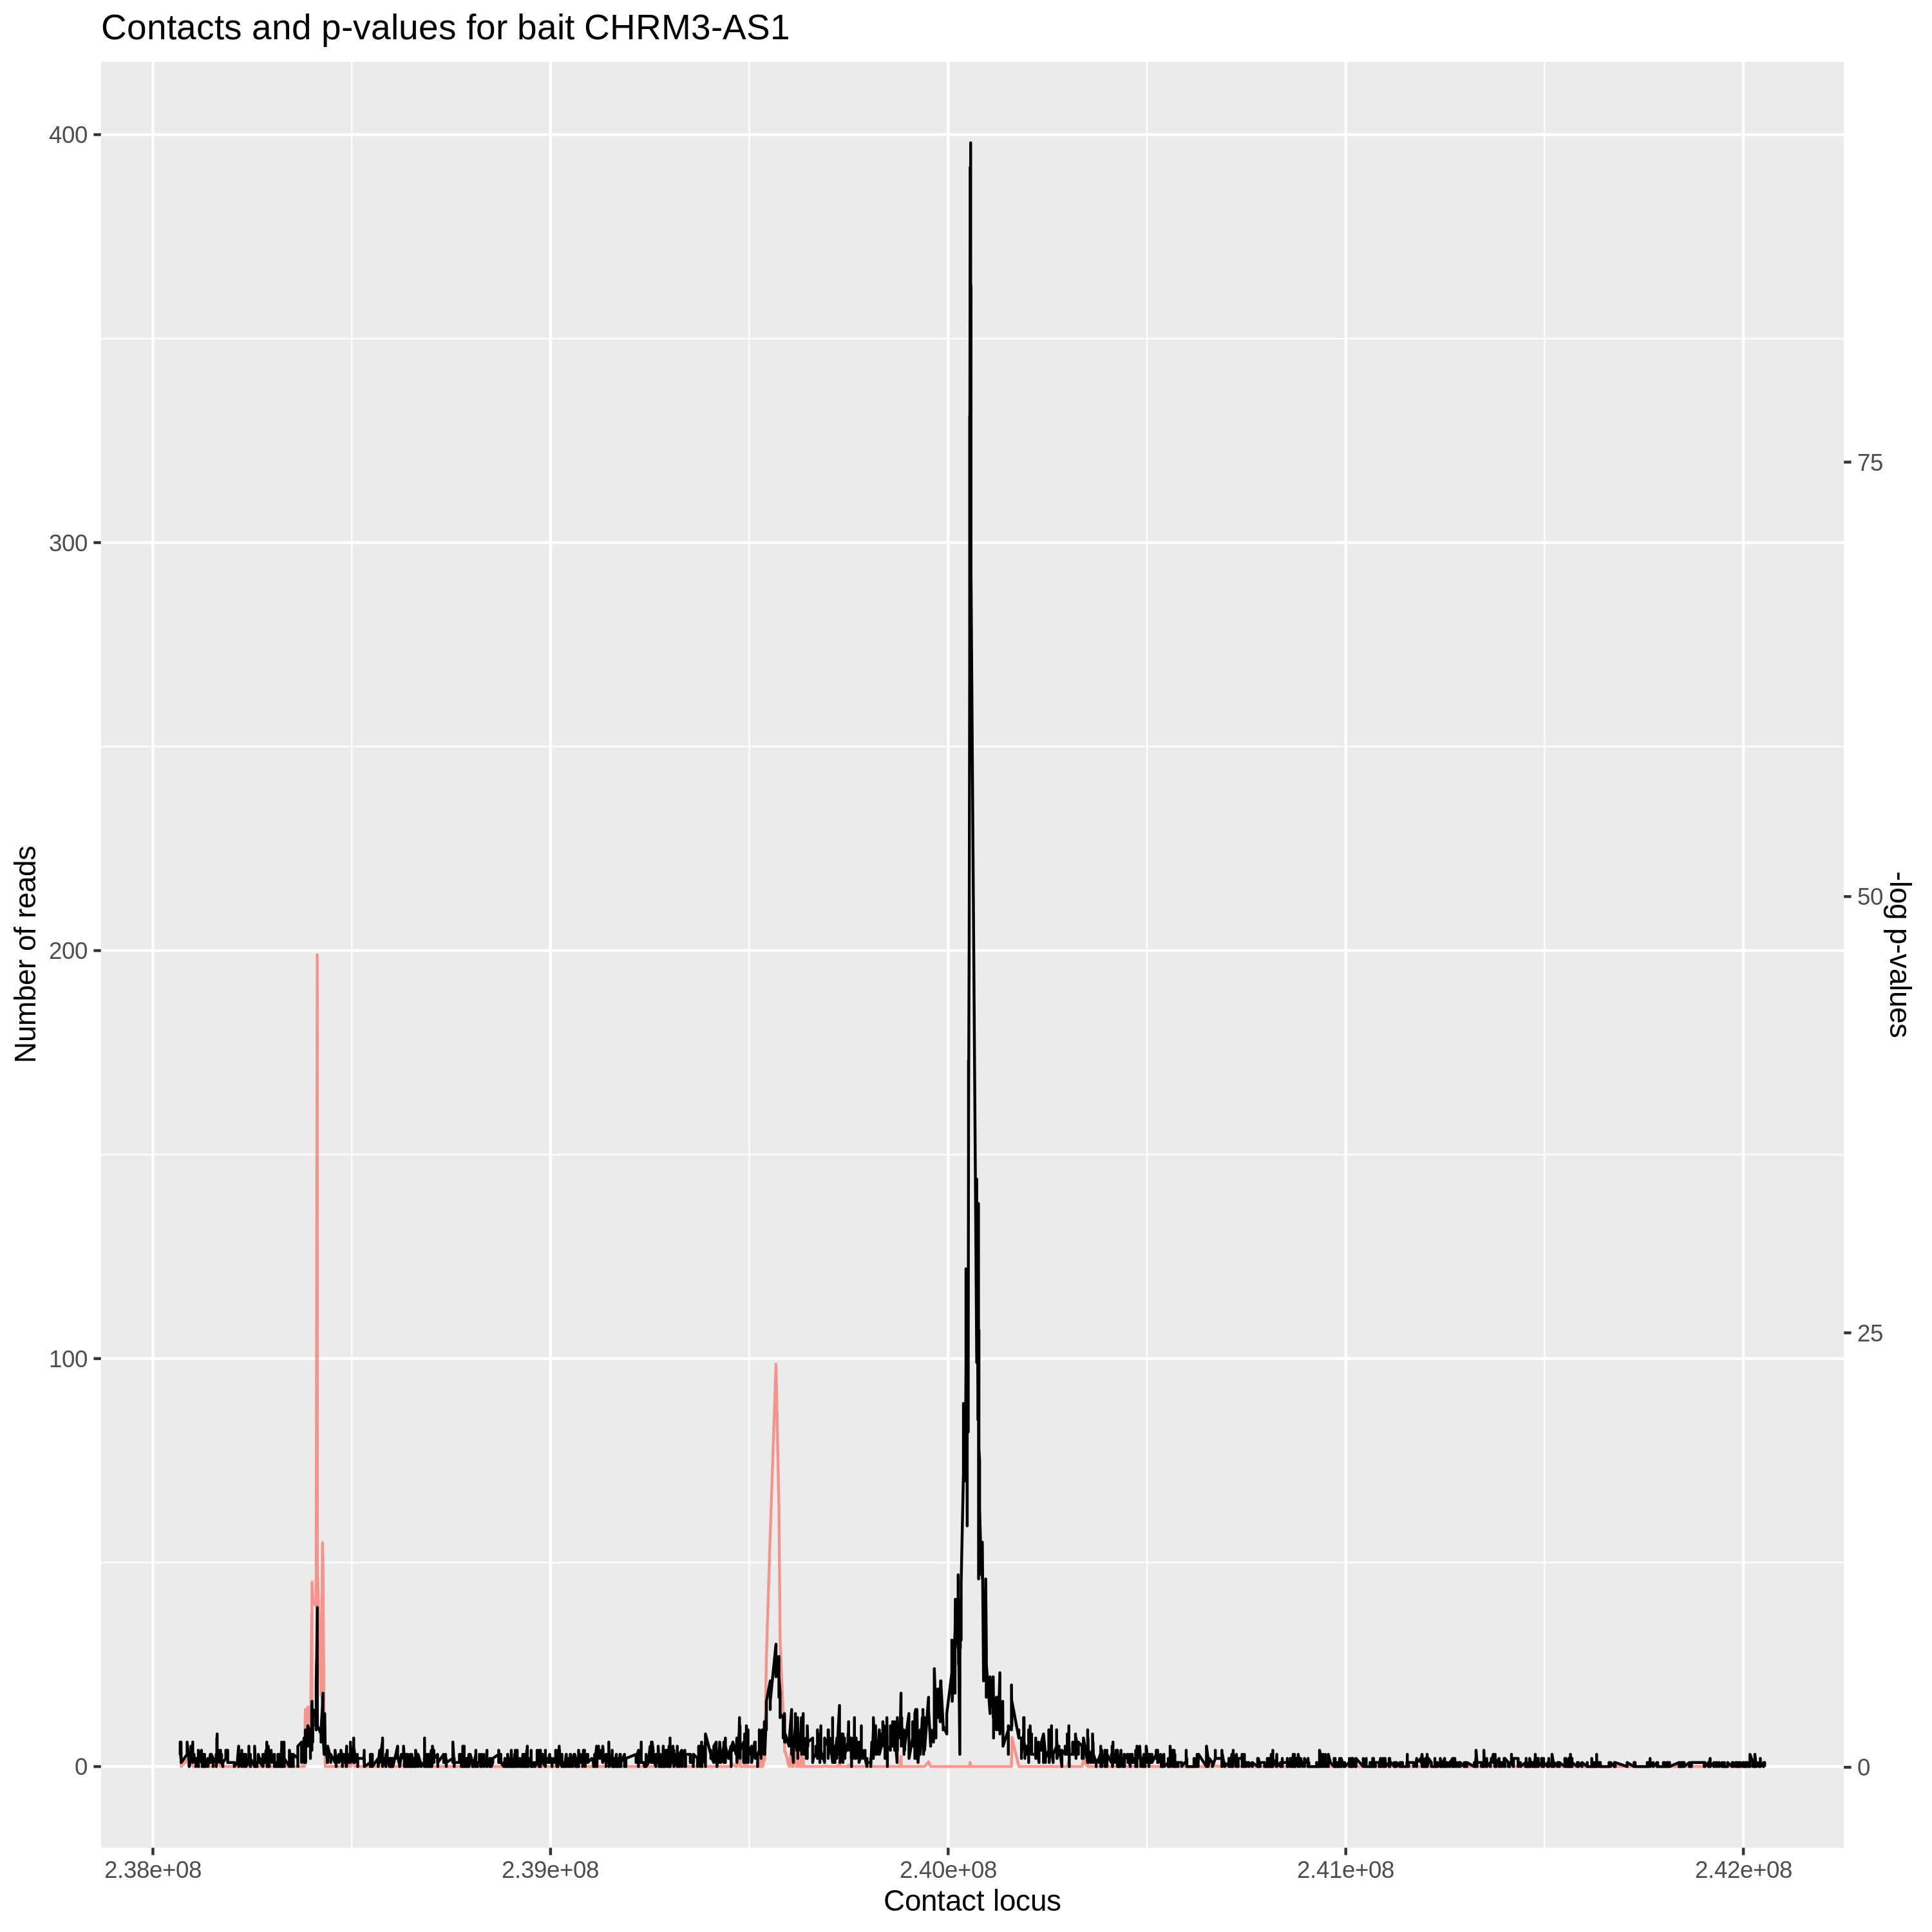 Contacts and p-values for bait CHRM3-AS1
400
300
200
100
0
Number of reads
75
50
25
0
-log p-values
2.38e+08 2.39e+08 2.40e+08 2.41e+08 2.42e+08
Contact locus